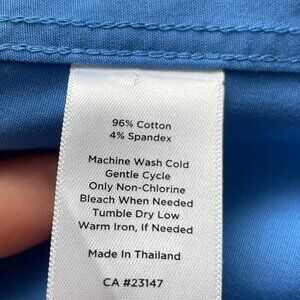 96% Cotton
4% Spandex
Machine Wash Cold
Gentle Cycle
Only Non-Chlorine
Bleach When Needed
Tumble Dry Low
Warm Iron, If Needed
Made In Thailand
CA #23147